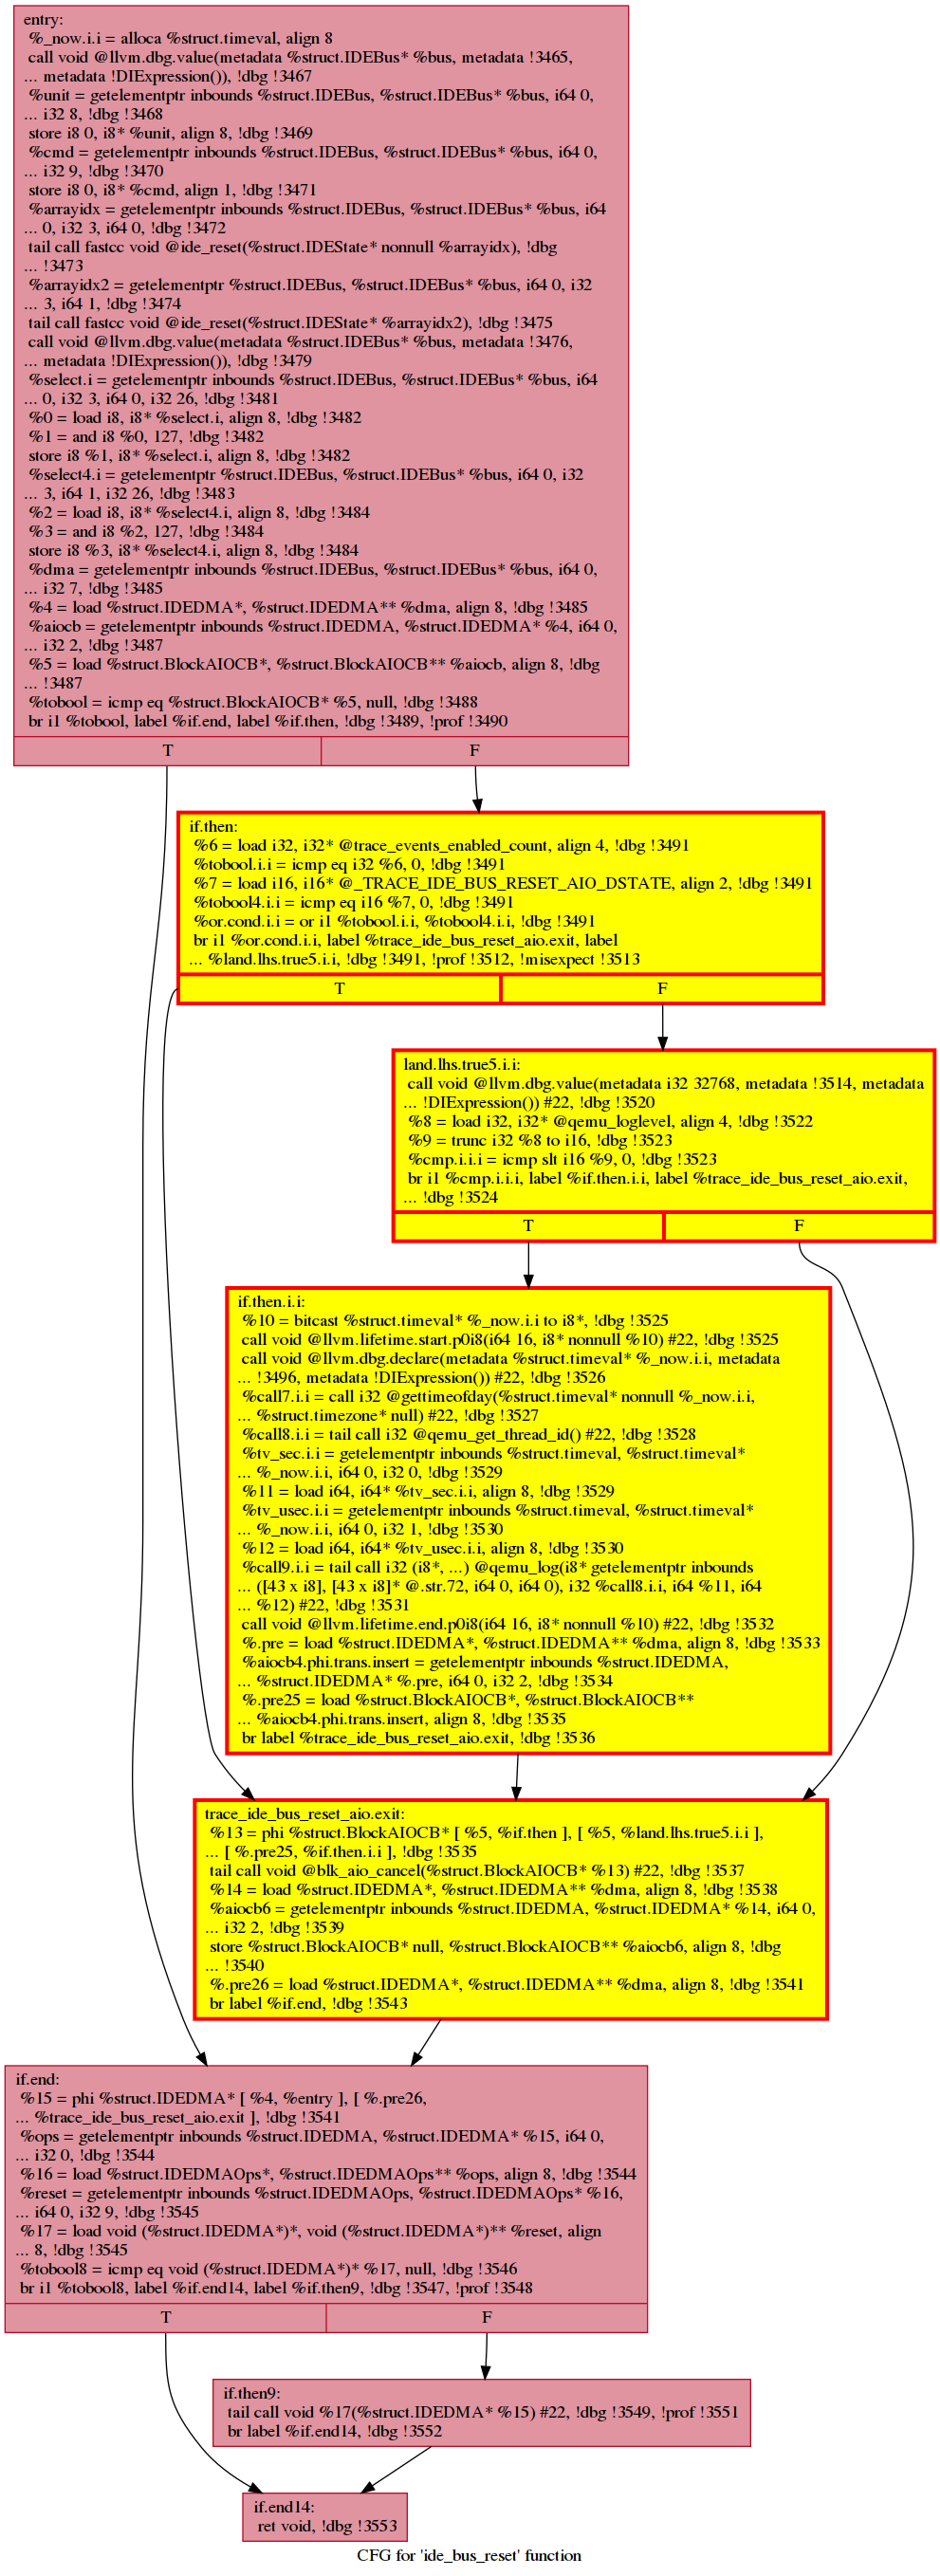 entry:
%_now.i.i = alloca %struct.timeval, align 8
call void @llvm.dbg.value(metadata %struct.IDEBus* %bus, metadata !3465,
... metadata !DIExpression()), !dbg !3467
%unit = getelementptr inbounds %struct.IDEBus, %struct.IDEBus* %bus, i64 0,
... i32 8, !dbg !3468
store i8 0, i8* %unit, align 8, !dbg !3469
%cmd = getelementptr inbounds %struct.IDEBus, %struct.IDEBus* %bus, i64 0,
... i32 9, !dbg !3470
store i8 0, i8* %cmd, align 1, !dbg !3471
%arrayidx = getelementptr inbounds %struct.IDEBus, %struct.IDEBus* %bus, i64
... 0, i32 3, i64 0, !dbg !3472
tail call fastcc void @ide_reset(%struct.IDEState* nonnull %arrayidx), !dbg
... !3473
%arrayidx2 = getelementptr %struct.IDEBus, %struct.IDEBus* %bus, i64 0, i32
... 3, i64 1, !dbg !3474
tail call fastcc void @ide_reset(%struct.IDEState* %arrayidx2), !dbg !3475
call void @llvm.dbg.value(metadata %struct.IDEBus* %bus, metadata !3476,
... metadata !DIExpression()), !dbg !3479
%select.i = getelementptr inbounds %struct.IDEBus, %struct.IDEBus* %bus, i64
... 0, i32 3, i64 0, i32 26, !dbg !3481
%0 = load i8, i8* %select.i, align 8, !dbg !3482
%1 = and i8 %0, 127, !dbg !3482
store i8 %1, i8* %select.i, align 8, !dbg !3482
%select4.i = getelementptr %struct.IDEBus, %struct.IDEBus* %bus, i64 0, i32
... 3, i64 1, i32 26, !dbg !3483
%2 = load i8, i8* %select4.i, align 8, !dbg !3484
%3 = and i8 %2, 127, !dbg !3484
store i8 %3, i8* %select4.i, align 8, !dbg !3484
%dma = getelementptr inbounds %struct.IDEBus, %struct.IDEBus* %bus, i64 0,
... i32 7, !dbg !3485
%4 = load %struct.IDEDMA*, %struct.IDEDMA** %dma, align 8, !dbg !3485
%aiocb = getelementptr inbounds %struct.IDEDMA, %struct.IDEDMA* %4, i64 0,
... i32 2, !dbg !3487
%5 = load %struct.BlockAIOCB*, %struct.BlockAIOCB** %aiocb, align 8, !dbg
... !3487
%tobool = icmp eq %struct.BlockAIOCB* %5, null, !dbg !3488
br i1 %tobool, label %if.end, label %if.then, !dbg !3489, !prof !3490
T F
if.then:
%6 = load i32, i32* @trace_events_enabled_count, align 4, !dbg !3491
%tobool.i.i = icmp eq i32 %6, 0, !dbg !3491
%7 = load i16, i16* @_TRACE_IDE_BUS_RESET_AIO_DSTATE, align 2, !dbg !3491
%tobool4.i.i = icmp eq i16 %7, 0, !dbg !3491
%or.cond.i.i = or i1 %tobool.i.i, %tobool4.i.i, !dbg !3491
br i1 %or.cond.i.i, label %trace_ide_bus_reset_aio.exit, label
... %land.lhs.true5.i.i, !dbg !3491, !prof !3512, !misexpect !3513
T F
land.lhs.true5.i.i:
call void @llvm.dbg.value(metadata i32 32768, metadata !3514, metadata
... !DIExpression()) #22, !dbg !3520
%8 = load i32, i32* @qemu_loglevel, align 4, !dbg !3522
%9 = trunc i32 %8 to i16, !dbg !3523
%cmp.i.i.i = icmp slt i16 %9, 0, !dbg !3523
br i1 %cmp.i.i.i, label %if.then.i.i, label %trace_ide_bus_reset_aio.exit,
... !dbg !3524
T F
if.then.i.i:
%10 = bitcast %struct.timeval* %_now.i.i to i8*, !dbg !3525
call void @llvm.lifetime.start.p0i8(i64 16, i8* nonnull %10) #22, !dbg !3525
call void @llvm.dbg.declare(metadata %struct.timeval* %_now.i.i, metadata
... !3496, metadata !DIExpression()) #22, !dbg !3526
%call7.i.i = call i32 @gettimeofday(%struct.timeval* nonnull %_now.i.i,
... %struct.timezone* null) #22, !dbg !3527
%call8.i.i = tail call i32 @qemu_get_thread_id() #22, !dbg !3528
%tv_sec.i.i = getelementptr inbounds %struct.timeval, %struct.timeval*
... %_now.i.i, i64 0, i32 0, !dbg !3529
%11 = load i64, i64* %tv_sec.i.i, align 8, !dbg !3529
%tv_usec.i.i = getelementptr inbounds %struct.timeval, %struct.timeval*
... %_now.i.i, i64 0, i32 1, !dbg !3530
%12 = load i64, i64* %tv_usec.i.i, align 8, !dbg !3530
%call9.i.i = tail call i32 (i8*, ...) @qemu_log(i8* getelementptr inbounds
... ([43 x i8], [43 x i8]* @.str.72, i64 0, i64 0), i32 %call8.i.i, i64 %11, i64
... %12) #22, !dbg !3531
call void @llvm.lifetime.end.p0i8(i64 16, i8* nonnull %10) #22, !dbg !3532
%.pre = load %struct.IDEDMA*, %struct.IDEDMA** %dma, align 8, !dbg !3533
%aiocb4.phi.trans.insert = getelementptr inbounds %struct.IDEDMA,
... %struct.IDEDMA* %.pre, i64 0, i32 2, !dbg !3534
%.pre25 = load %struct.BlockAIOCB*, %struct.BlockAIOCB**
... %aiocb4.phi.trans.insert, align 8, !dbg !3535
br label %trace_ide_bus_reset_aio.exit, !dbg !3536
trace_ide_bus_reset_aio.exit:
%13 = phi %struct.BlockAIOCB* [ %5, %if.then ], [ %5, %land.lhs.true5.i.i ],
... [ %.pre25, %if.then.i.i ], !dbg !3535
tail call void @blk_aio_cancel(%struct.BlockAIOCB* %13) #22, !dbg !3537
%14 = load %struct.IDEDMA*, %struct.IDEDMA** %dma, align 8, !dbg !3538
%aiocb6 = getelementptr inbounds %struct.IDEDMA, %struct.IDEDMA* %14, i64 0,
... i32 2, !dbg !3539
store %struct.BlockAIOCB* null, %struct.BlockAIOCB** %aiocb6, align 8, !dbg
... !3540
%.pre26 = load %struct.IDEDMA*, %struct.IDEDMA** %dma, align 8, !dbg !3541
br label %if.end, !dbg !3543
if.end:
%15 = phi %struct.IDEDMA* [ %4, %entry ], [ %.pre26,
... %trace_ide_bus_reset_aio.exit ], !dbg !3541
%ops = getelementptr inbounds %struct.IDEDMA, %struct.IDEDMA* %15, i64 0,
... i32 0, !dbg !3544
%16 = load %struct.IDEDMAOps*, %struct.IDEDMAOps** %ops, align 8, !dbg !3544
%reset = getelementptr inbounds %struct.IDEDMAOps, %struct.IDEDMAOps* %16,
... i64 0, i32 9, !dbg !3545
%17 = load void (%struct.IDEDMA*)*, void (%struct.IDEDMA*)** %reset, align
... 8, !dbg !3545
%tobool8 = icmp eq void (%struct.IDEDMA*)* %17, null, !dbg !3546
br i1 %tobool8, label %if.end14, label %if.then9, !dbg !3547, !prof !3548
T F
if.then9:
tail call void %17(%struct.IDEDMA* %15) #22, !dbg !3549, !prof !3551
br label %if.end14, !dbg !3552
if.end14:
ret void, !dbg !3553
CFG for 'ide_bus_reset' function